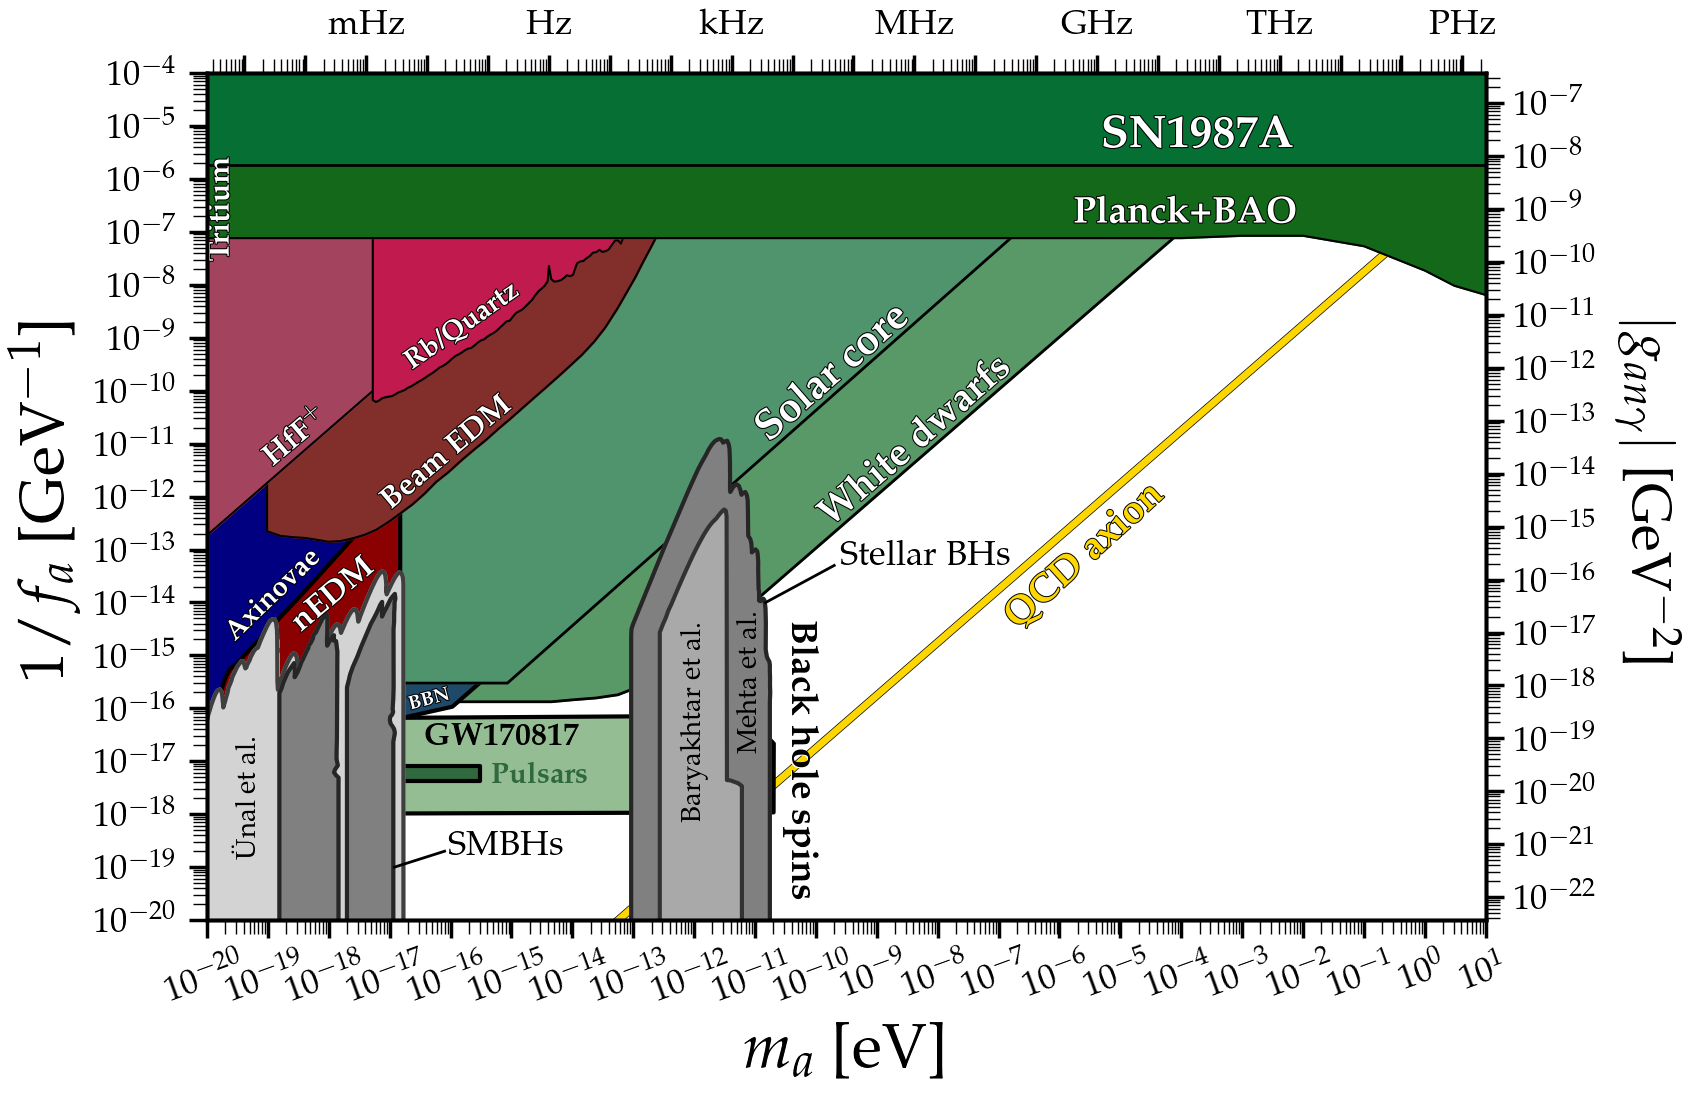 mHz Hz kHz MHz GHz THz PHz
10⁻⁴
10⁻⁵
10⁻⁶
10⁻⁷
10⁻⁸
10⁻⁹
10⁻¹⁰
10⁻¹¹
10⁻¹²
10⁻¹³
10⁻¹⁴
10⁻¹⁵
10⁻¹⁶
10⁻¹⁷
10⁻¹⁸
10⁻¹⁹
10⁻²⁰
1/fₐ [GeV⁻¹]
SN1987A
Planck+BAO
Tritium
Rb/Quartz
HfF⁺
Beam EDM
Solar core
White dwarfs
QCD axion
Axinovae
nEDM
Stellar BHs
BBN
GW170817
Pulsars
Ünal et al.
SMBHs
Baryakhtar et al.
Mehta et al.
Black hole spins
10⁻⁷
10⁻⁸
10⁻⁹
10⁻¹⁰
10⁻¹¹
10⁻¹²
10⁻¹³
10⁻¹⁴
10⁻¹⁵
10⁻¹⁶
10⁻¹⁷
10⁻¹⁸
10⁻¹⁹
10⁻²⁰
10⁻²¹
10⁻²²
|g_{anγ}| [GeV⁻²]
10⁻²⁰ 10⁻¹⁹ 10⁻¹⁸ 10⁻¹⁷ 10⁻¹⁶ 10⁻¹⁵ 10⁻¹⁴ 10⁻¹³ 10⁻¹² 10⁻¹¹ 10⁻¹⁰ 10⁻⁹ 10⁻⁸ 10⁻⁷ 10⁻⁶ 10⁻⁵ 10⁻⁴ 10⁻³ 10⁻² 10⁻¹ 10⁰ 10¹
mₐ [eV]